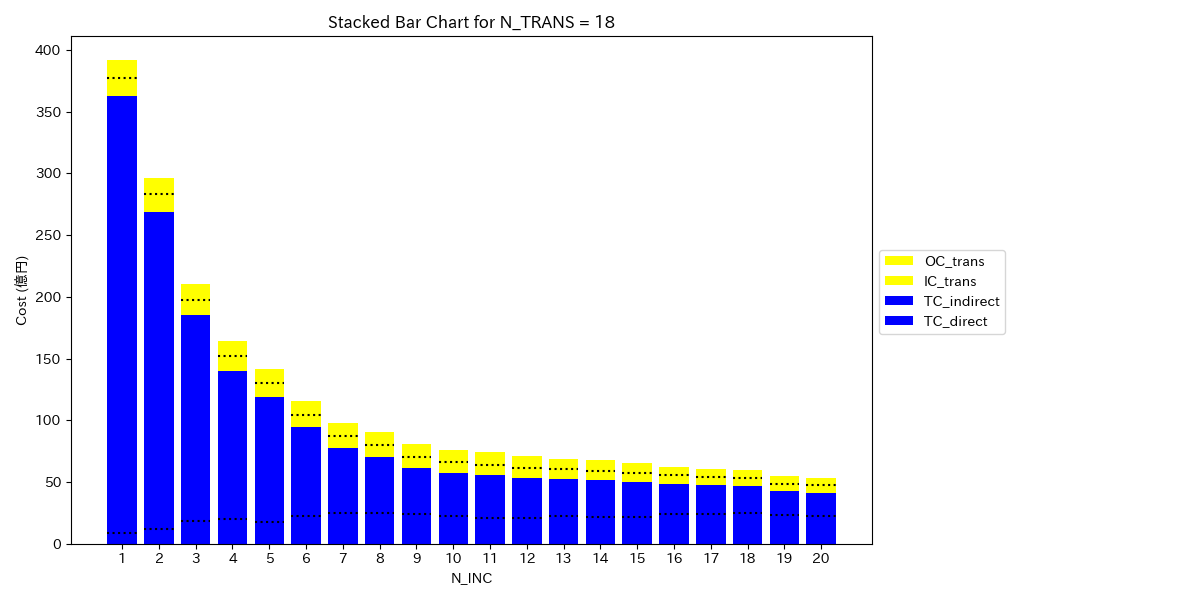 Stacked Bar Chart for N_TRANS = 18
Cost (億円)
400
350
300
250
200
150
100
50
0
1 2 3 4 5 6 7 8 9 10 11 12 13 14 15 16 17 18 19 20
N_INC
OC_trans
IC_trans
TC_indirect
TC_direct